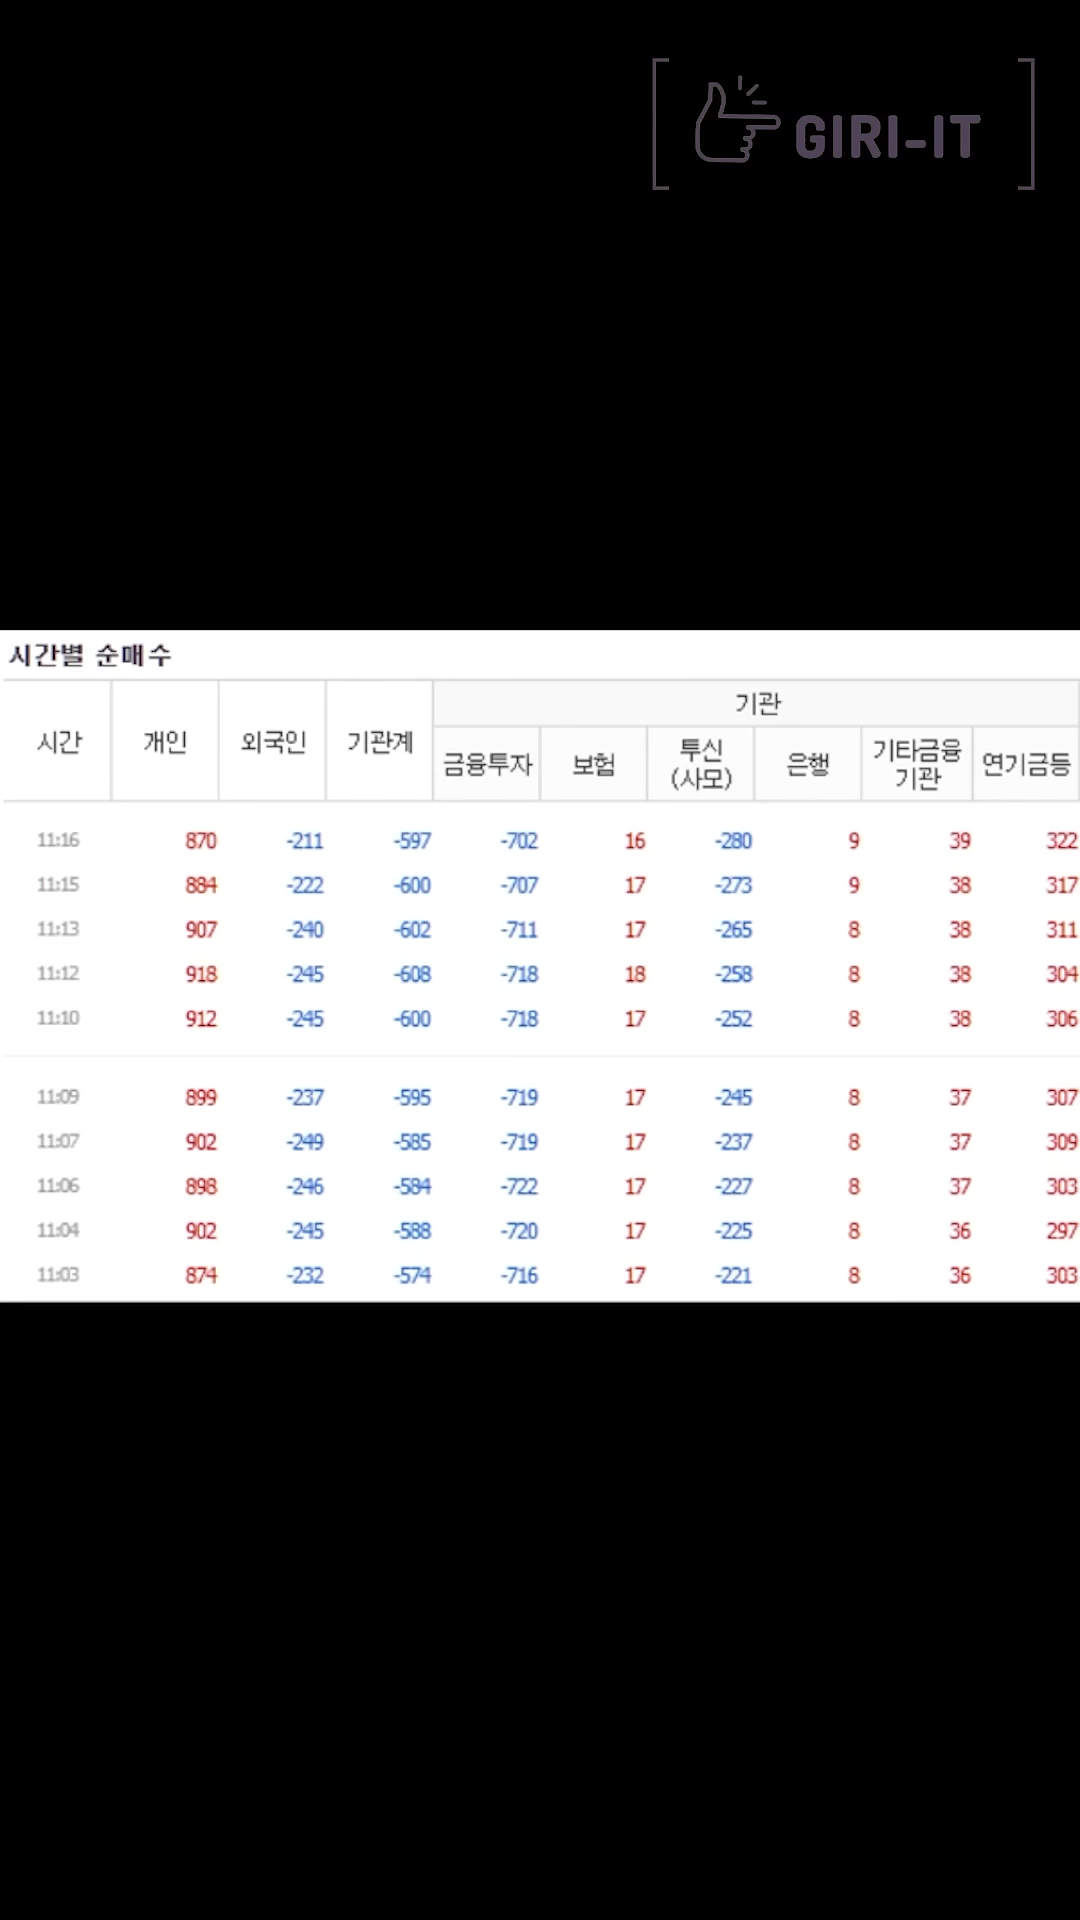 GIRI-IT
시간별 순매수
시간 개인 외국인 기관계 기관
금융투자 보험 투신(사모) 은행 기타금융기관 연기금등
11:16 870 -211 -597 -702 16 -280 9 39 322
11:15 884 -222 -600 -707 17 -273 9 38 317
11:13 907 -240 -602 -711 17 -265 8 38 311
11:12 918 -245 -608 -718 18 -258 8 38 304
11:10 912 -245 -600 -718 17 -252 8 38 306
11:09 899 -237 -595 -719 17 -245 8 37 307
11:07 902 -249 -585 -719 17 -237 8 37 309
11:06 898 -246 -584 -722 17 -227 8 37 303
11:04 902 -245 -588 -720 17 -225 8 36 297
11:03 874 -232 -574 -716 17 -221 8 36 303